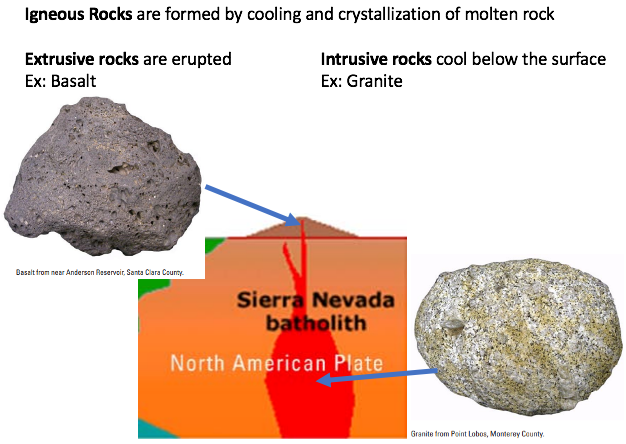 Igneous Rocks are formed by cooling and crystallization of molten rock
Extrusive rocks are erupted
Ex: Basalt
Intrusive rocks cool below the surface
Ex: Granite
Basalt from near Anderson Reservoir, Santa Clara County.
Sierra Nevada
batholith
North American Plate
Granite from Point Lobos, Monterey County.